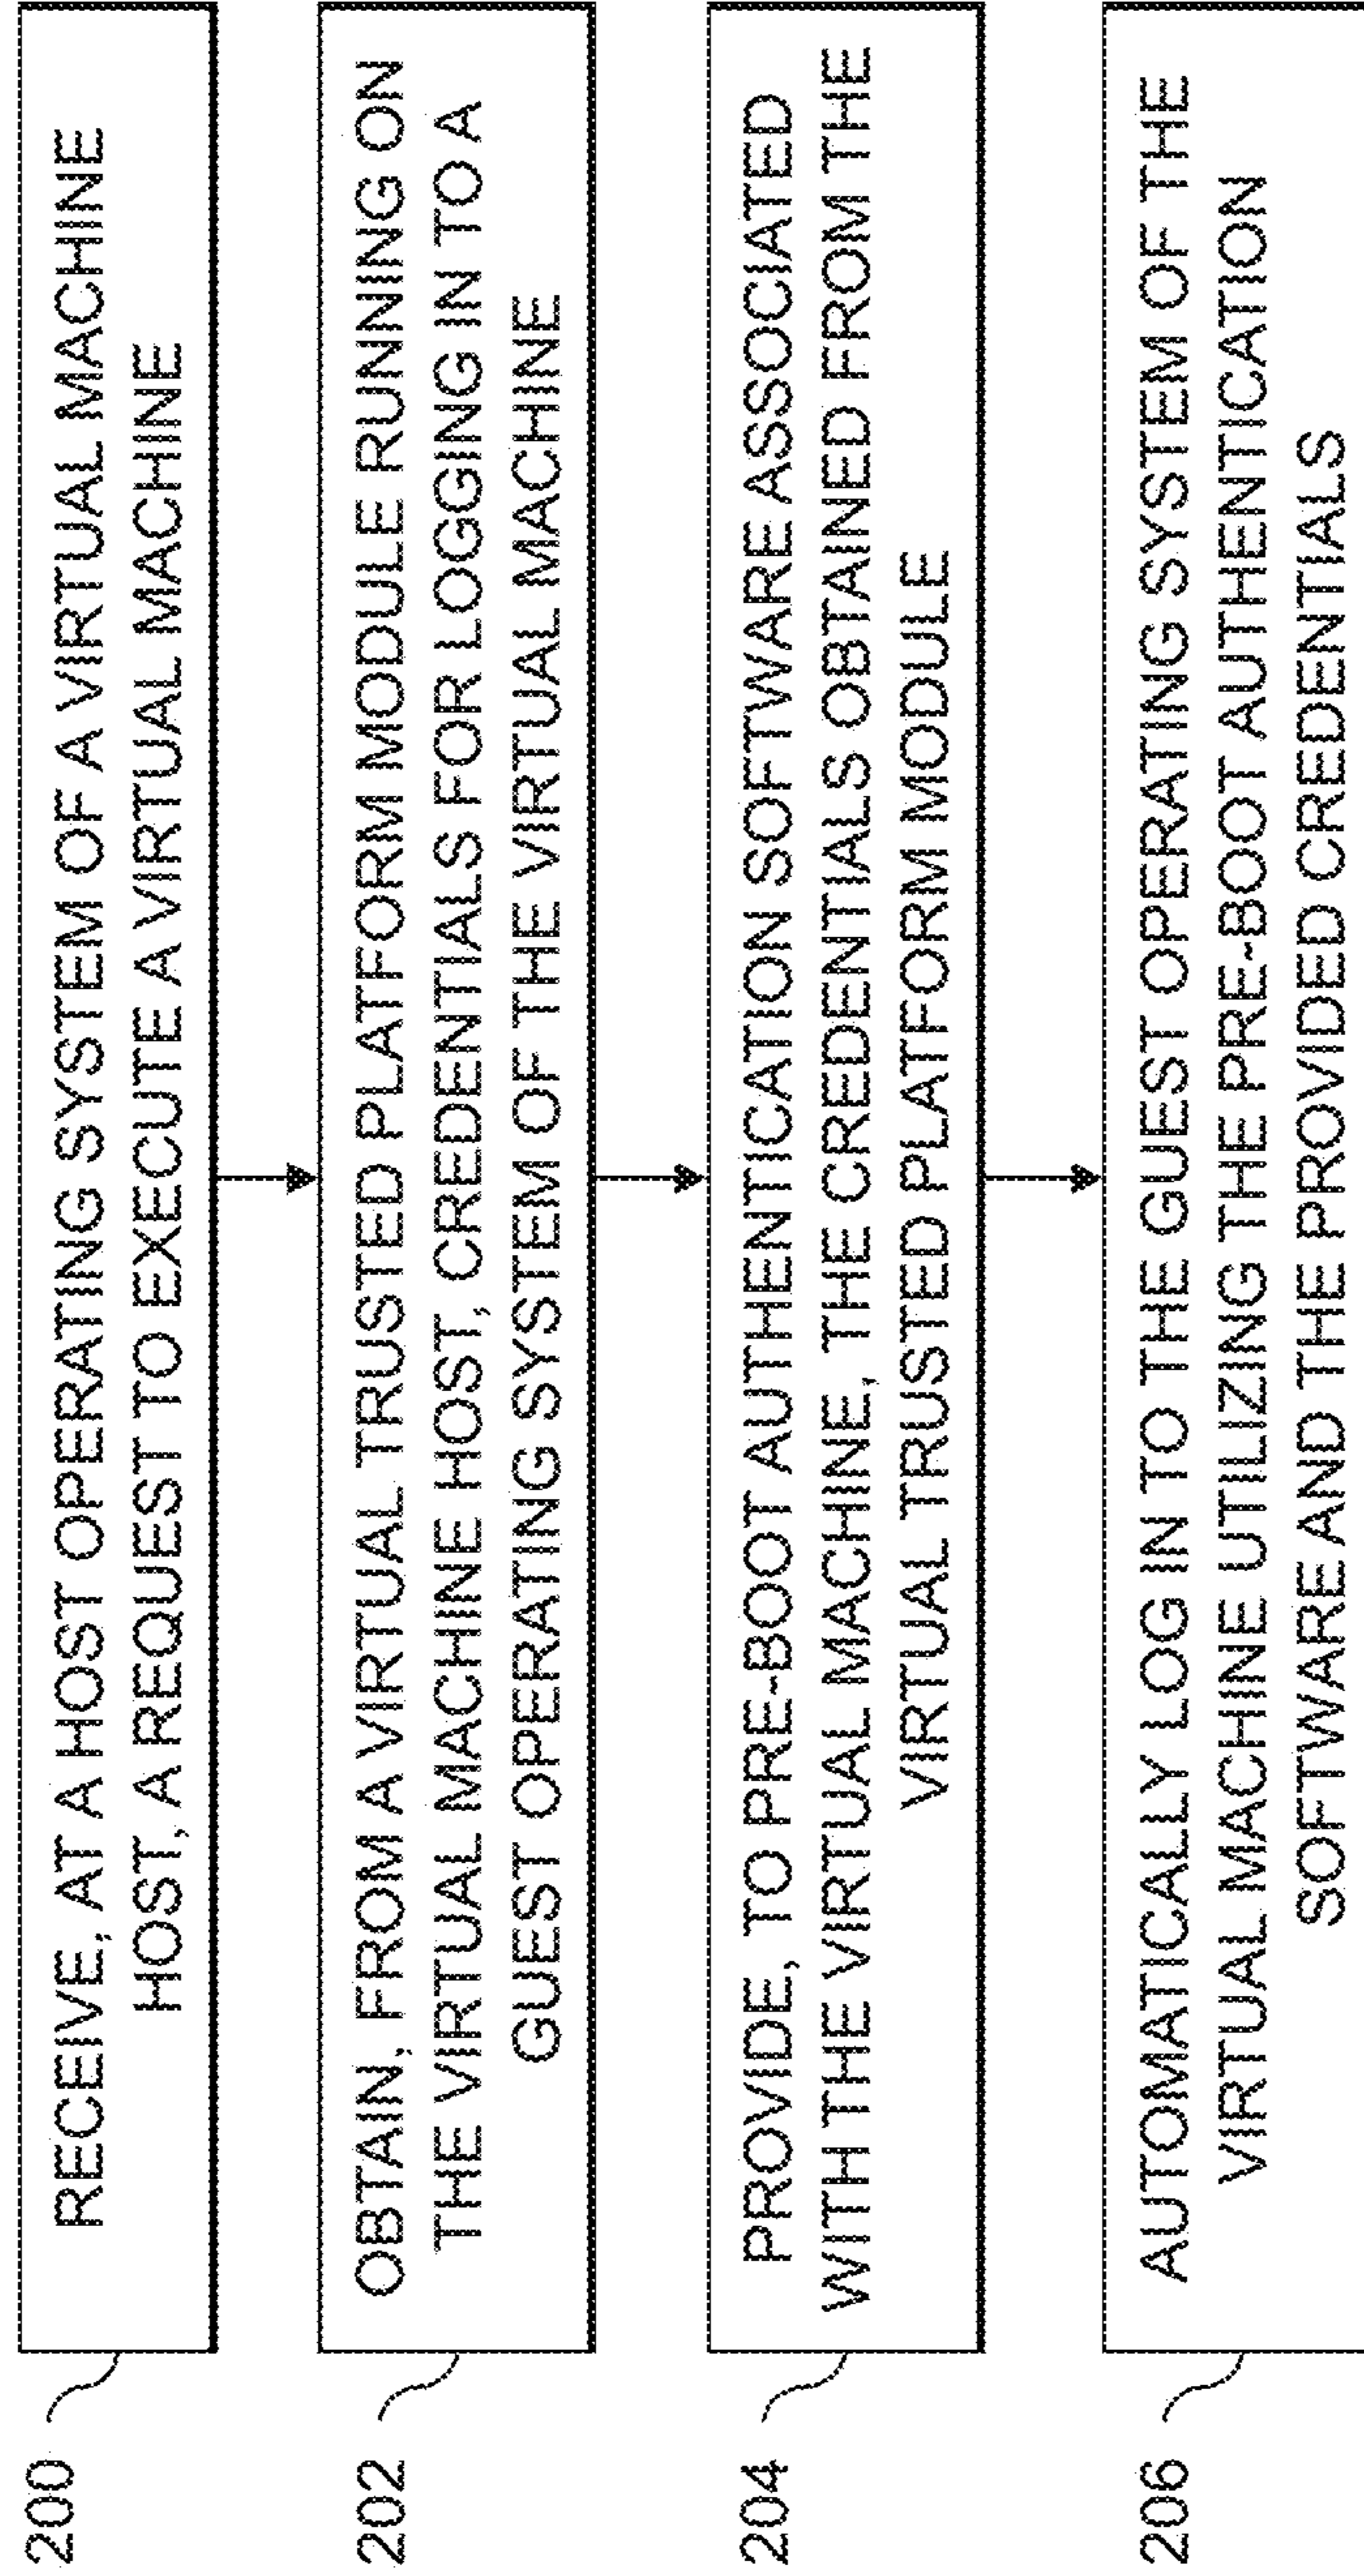 200
RECEIVE, AT A HOST OPERATING SYSTEM OF A VIRTUAL MACHINE
HOST, A REQUEST TO EXECUTE A VIRTUAL MACHINE
202
OBTAIN, FROM A VIRTUAL TRUSTED PLATFORM MODULE RUNNING ON
THE VIRTUAL MACHINE HOST, CREDENTIALS FOR LOGGING IN TO A
GUEST OPERATING SYSTEM OF THE VIRTUAL MACHINE
204
PROVIDE, TO PRE-BOOT AUTHENTICATION SOFTWARE ASSOCIATED
WITH THE VIRTUAL MACHINE, THE CREDENTIALS OBTAINED FROM THE
VIRTUAL TRUSTED PLATFORM MODULE
206
AUTOMATICALLY LOG IN TO THE GUEST OPERATING SYSTEM OF THE
VIRTUAL MACHINE UTILIZING THE PRE-BOOT AUTHENTICATION
SOFTWARE AND THE PROVIDED CREDENTIALS